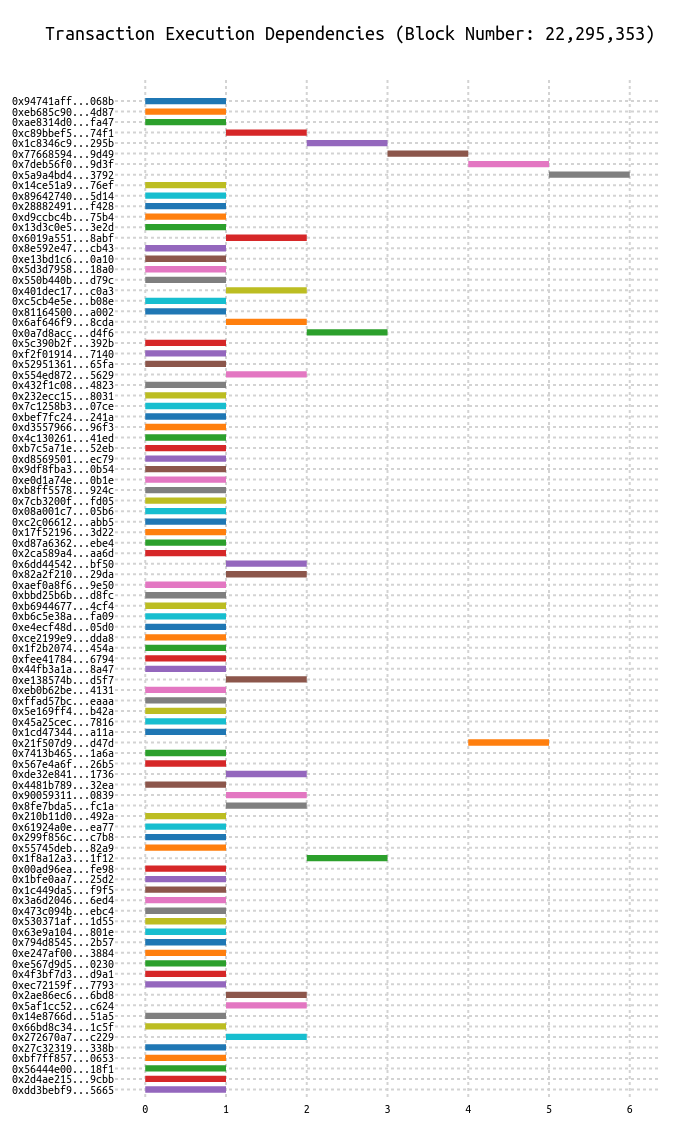 Transaction Execution Dependencies (Block Number: 22,295,353)
0x94741aff...068b
0xeb685c90...4d87
0xae8314d0...fa47
0xc89bbef5...74f1
0x1c8346c9...295b
0x77668594...9d49
0x7deb56f0...9d3f
0x5a9a4bd4...3792
0x14ce51a9...76ef
0x89642740...5d14
0x28882491...f428
0xd9ccbc4b...75b4
0x13d3c0e5...3e2d
0x6019a551...8abf
0x8e592e47...cb43
0xe13bd1c6...0a10
0x5d3d7958...18a0
0x550b440b...d79c
0x401dec17...c0a3
0xc5cb4e5e...b08e
0x81164500...a002
0x6af646f9...8cda
0x0a7d8acc...d4f6
0x5c390b2f...392b
0xf2f01914...7140
0x52951361...65fa
0x554ed872...5629
0x432f1c08...4823
0x232ecc15...8031
0x7c1258b3...07ce
0xbef7fc24...241a
0xd3557966...96f3
0x4c130261...41ed
0xb7c5a71e...52eb
0xd8569501...ec79
0x9df8fba3...0b54
0xe0d1a74e...0b1e
0xb8ff5578...924c
0x7cb3200f...fd05
0x08a001c7...05b6
0xc2c06612...abb5
0x17f52196...3d22
0xd87a6362...ebe4
0x2ca589a4...aa6d
0x6dd44542...bf50
0x82a2f210...29da
0xaef0a8f6...9e50
0xbbd25b6b...d8fc
0xb6944677...4cf4
0xb6c5e38a...fa09
0xe4ecf48d...05d0
0xce2199e9...dda8
0x1f2b2074...454a
0xfee41784...6794
0x44fb3a1a...8a47
0xe138574b...d5f7
0xeb0b62be...4131
0xffad57bc...eaaa
0x5e169ff4...b42a
0x45a25cec...7816
0x1cd47344...a11a
0x21f507d9...d47d
0x7413b465...1a6a
0x567e4a6f...26b5
0xde32e841...1736
0x4481b789...32ea
0x90059311...0839
0x8fe7bda5...fc1a
0x210b11d0...492a
0x61924a0e...ea77
0x299f856c...c7b8
0x55745deb...82a9
0x1f8a12a3...1f12
0x00ad96ea...fe98
0x1bfe0aa7...25d2
0x1c449da5...f9f5
0x3a6d2046...6ed4
0x473c094b...ebc4
0x530371af...1d55
0x63e9a104...801e
0x794d8545...2b57
0xe247af00...3884
0xe567d9d5...0230
0x4f3bf7d3...d9a1
0xec72159f...7793
0x2ae86ec6...6bd8
0x5af1cc52...c624
0x14e8766d...51a5
0x66bd8c34...1c5f
0x272670a7...c229
0x27c32319...338b
0xbf7ff857...0653
0x56444e00...18f1
0x2d4ae215...9cbb
0xdd3bebf9...5665
0 1 2 3 4 5 6